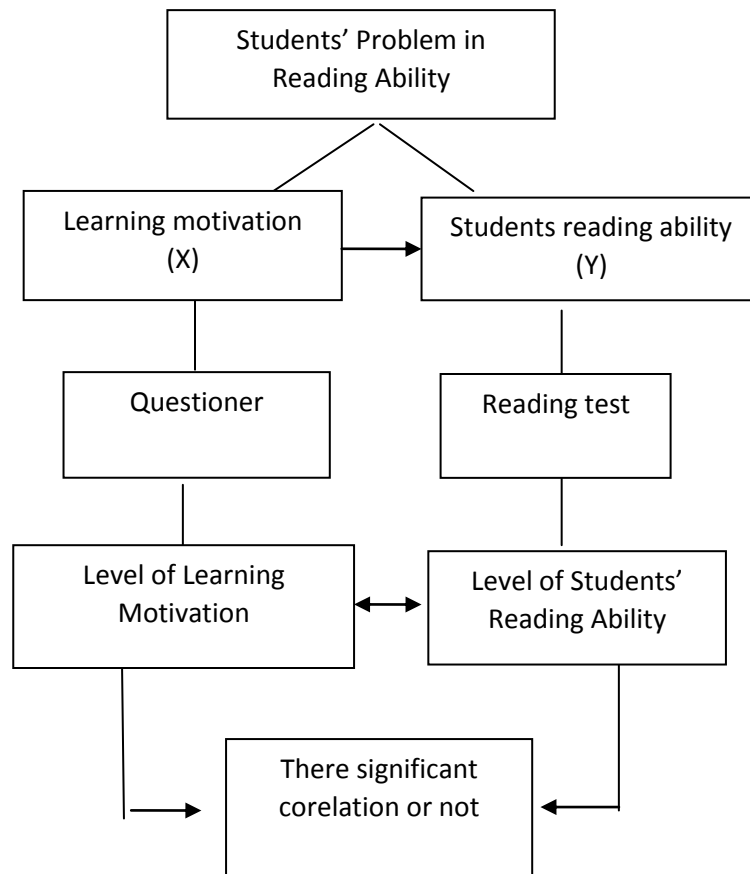 Students’ Problem in
Reading Ability
Learning motivation
(X)
Students reading ability
(Y)
Questioner
Reading test
Level of Learning
Motivation
Level of Students’
Reading Ability
There significant
corelation or not